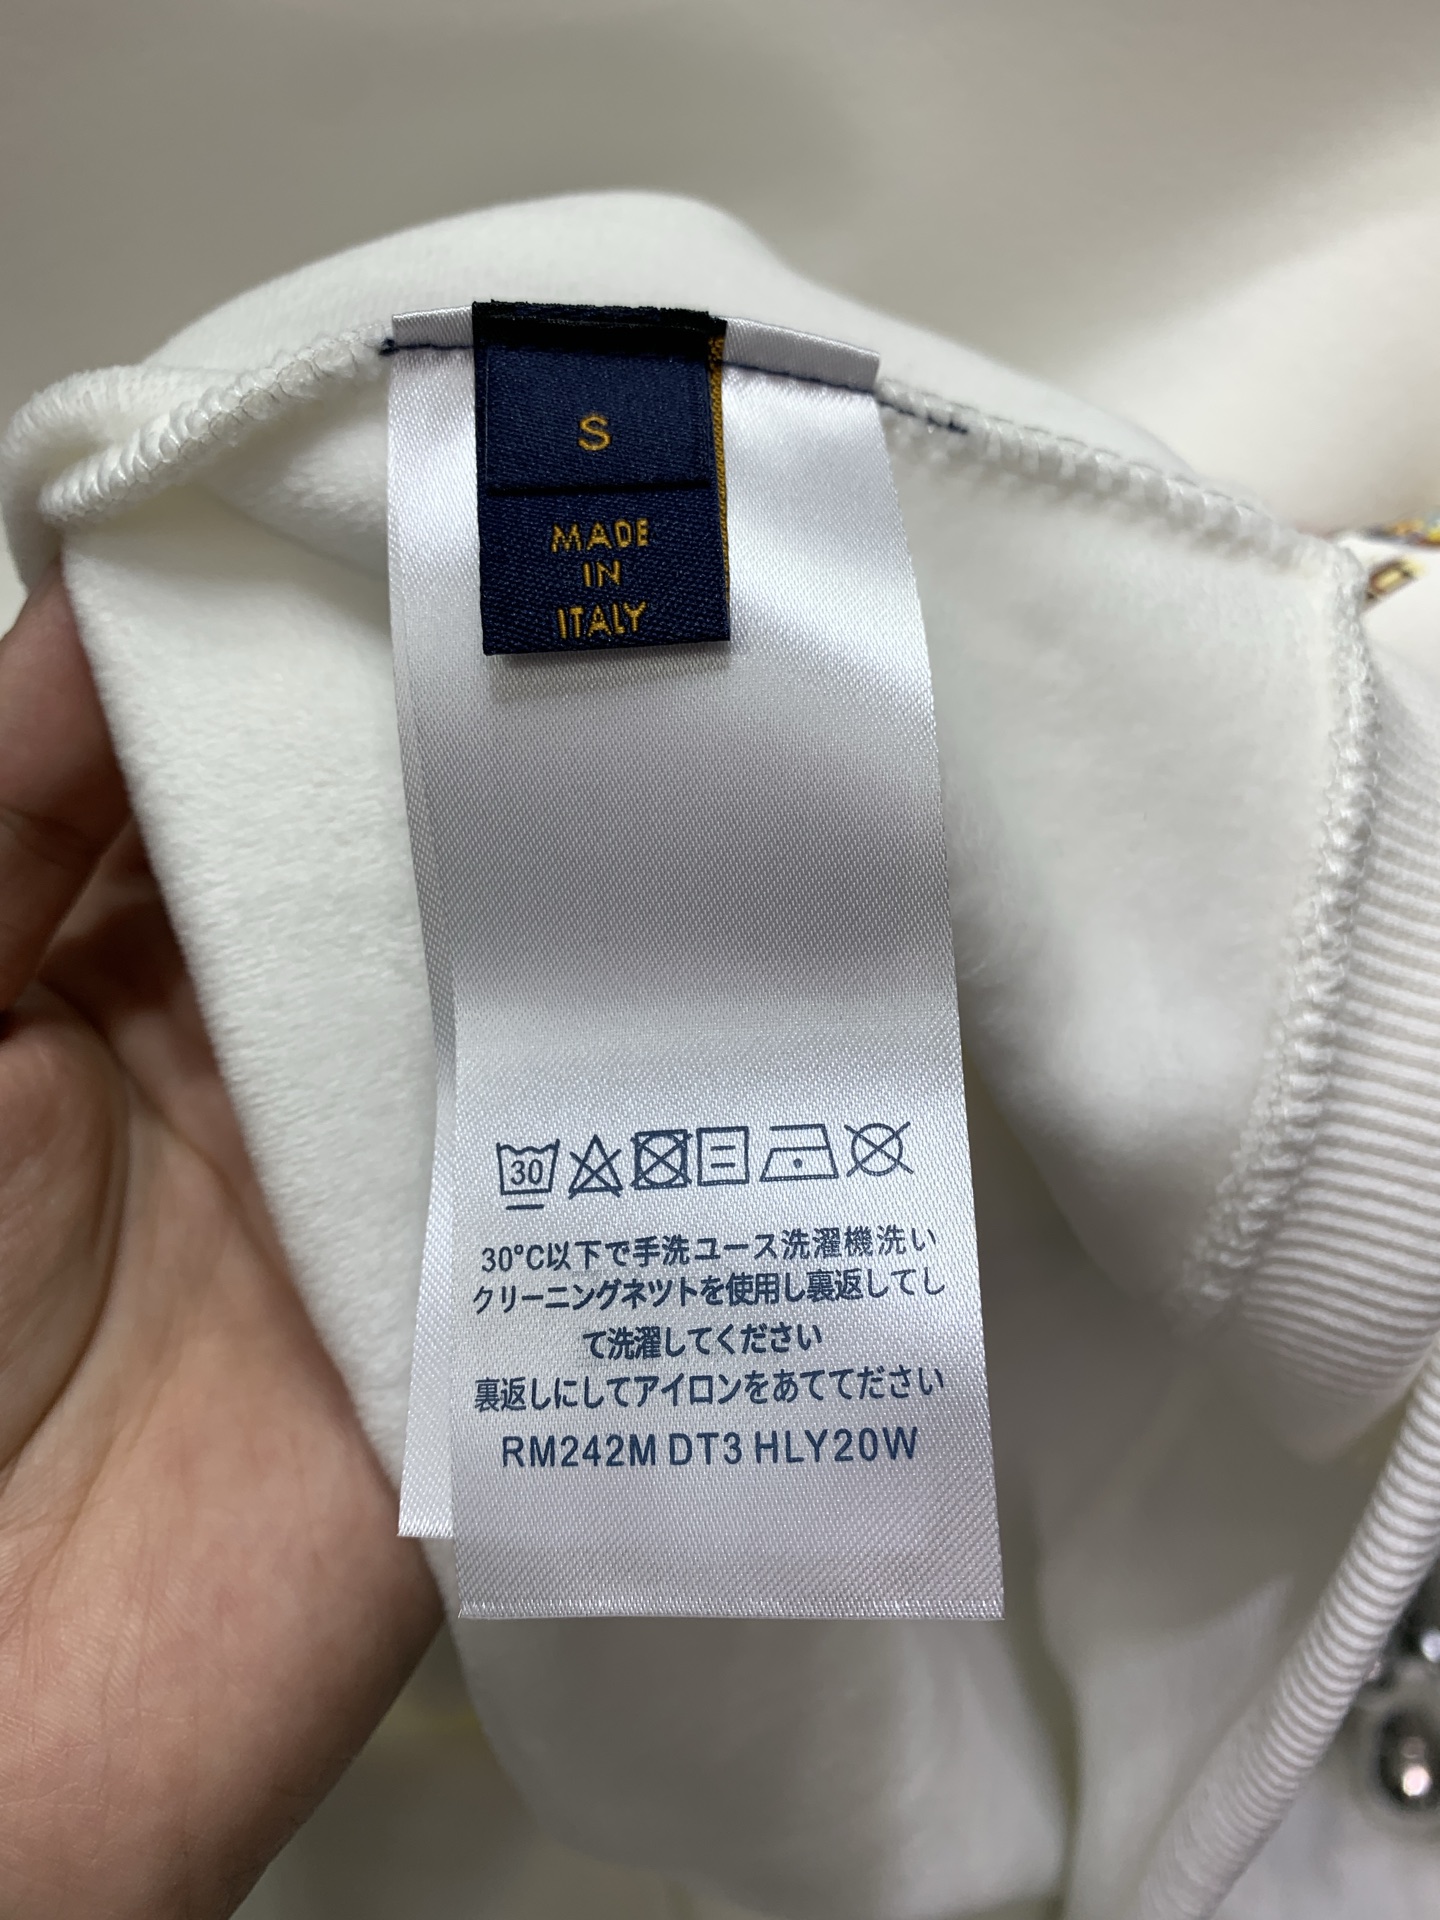 S
MADE
IN
ITALY
30
30°C以下で手洗ユース洗濯機洗い
クリーニングネツトを使用し裏返してし
て洗濯してください
裏返しにしてアイロンをあててださい
RM242M DT3 HLY20W